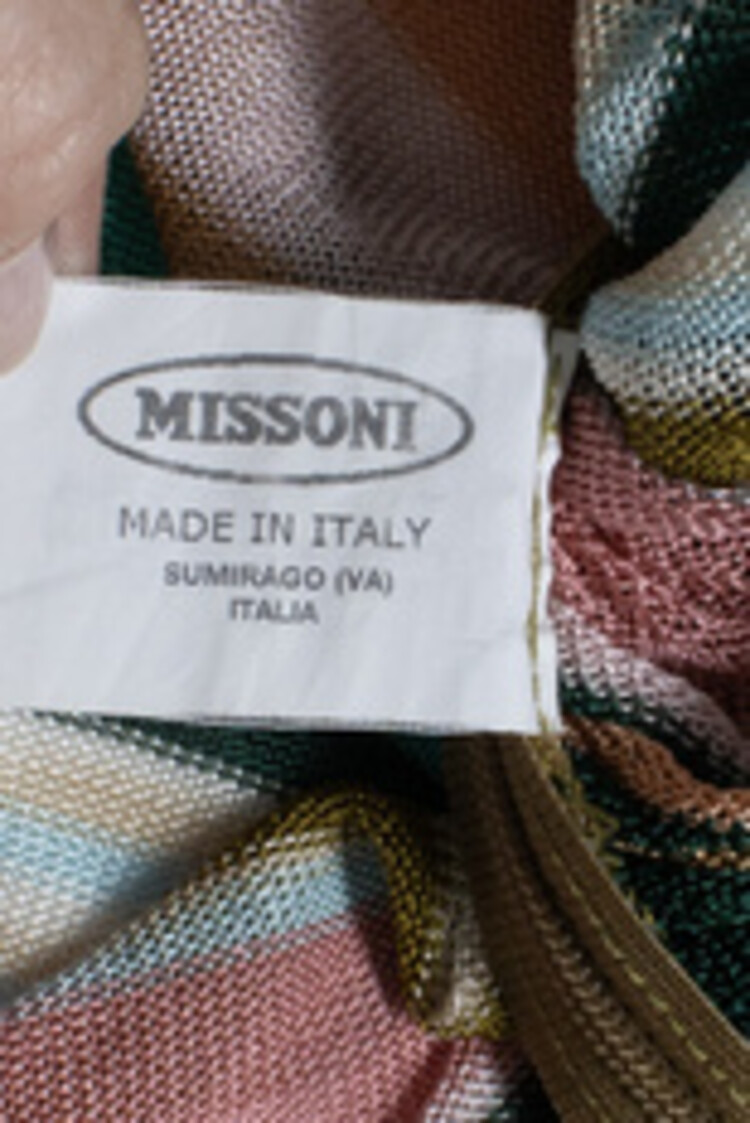 MISSONI
MADE IN ITALY
SUMIRAGO (VA)
ITALIA